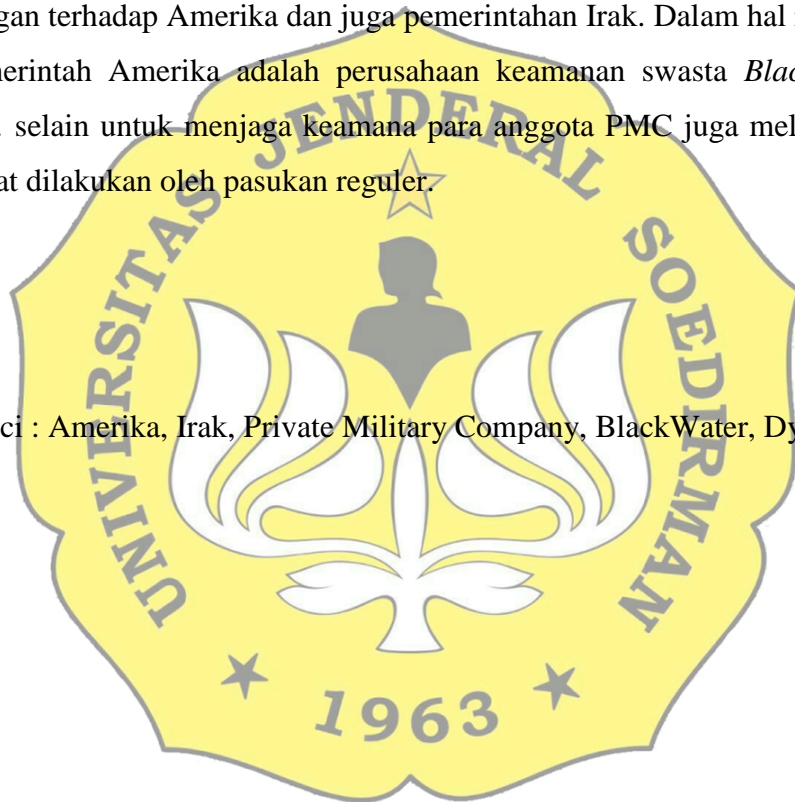 gan terhadap Amerika dan juga pemerintahan Irak. Dalam hal
merintah Amerika adalah perusahaan keamanan swasta Blac
selain untuk menjaga keamana para anggota PMC juga mel
at dilakukan oleh pasukan reguler.
ci : Amerika, Irak, Private Military Company, BlackWater, Dy
UNIVERSITAS JENDERAL SOEDIRMAN
1963